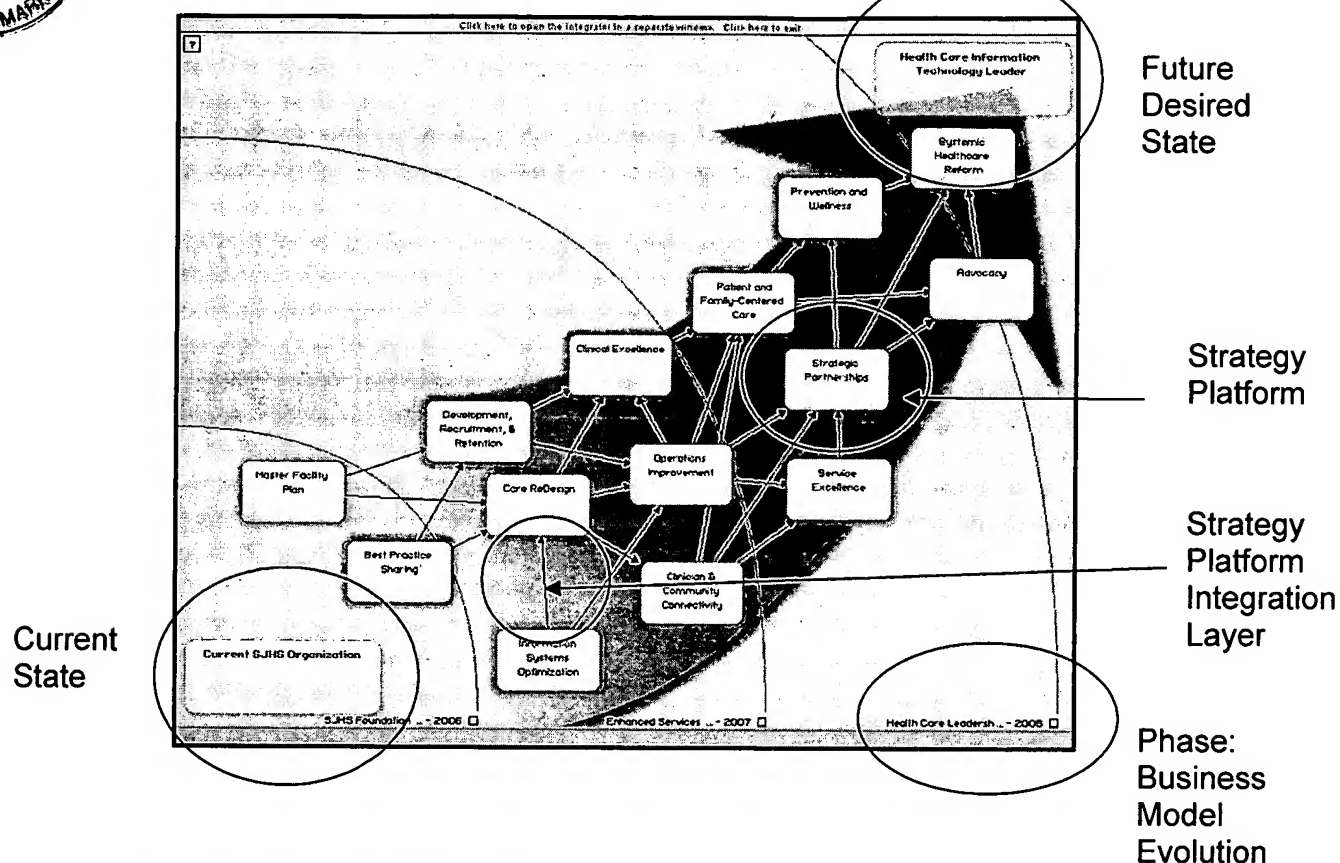 Click here to open the Integrator in a separate window. Click here to exit
?
Health Care Information
Technology Leader
Future
Desired
State
Systemic
Healthcare
Reform
Prevention and
Wellness
Advocacy
Patient and
Family-Centered
Care
Clinical Excellence
Strategic
Partnerships
Strategy
Platform
Development,
Recruitment, &
Retention
Operations
Improvement
Service
Excellence
Master Facility
Plan
Care ReDesign
Best Practice
Sharing
Clinician &
Community
Connectivity
Strategy
Platform
Integration
Layer
Information
Systems
Optimization
Current
State
Current SJHS Organization
SJHS Foundation ... - 2006
Enhanced Services ... - 2007
Health Care Leadersh... - 2008
Phase:
Business
Model
Evolution